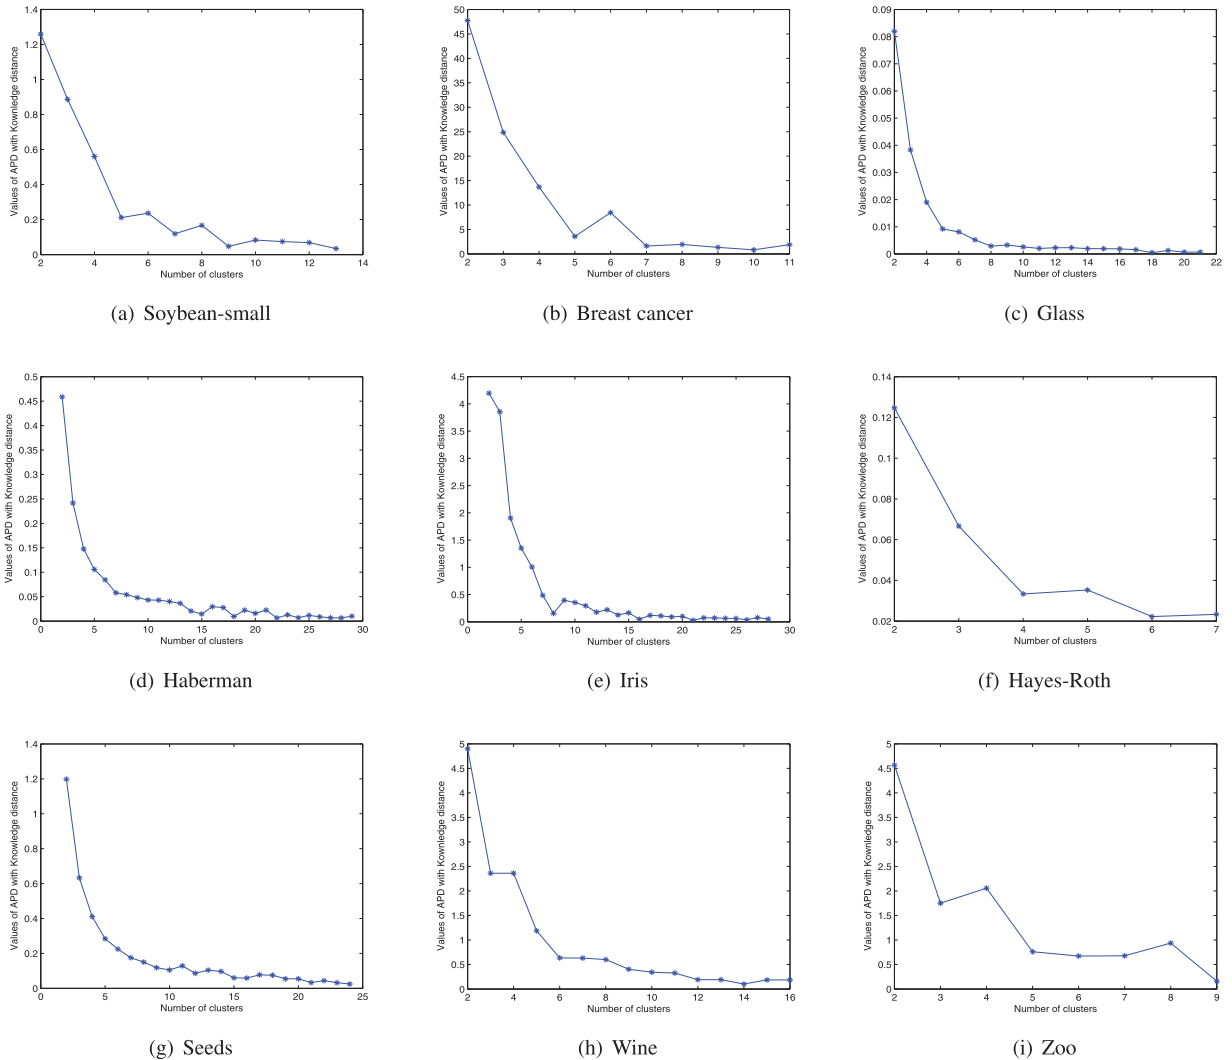 Values of APD with Kownledge distance
1.4
1.2
1
0.8
0.6
0.4
0.2
0
2 4 6 8 10 12 14
Number of clusters
(a) Soybean-small
Values of APD with Kownledge distance
50
45
40
35
30
25
20
15
10
5
0
2 3 4 5 6 7 8 9 10 11
Number of clusters
(b) Breast cancer
Values of APD with Knowledge distance
0.09
0.08
0.07
0.06
0.05
0.04
0.03
0.02
0.01
0
2 4 6 8 10 12 14 16 18 20 22
Number of clusters
(c) Glass
Values of APD with Knowledge distance
0.5
0.45
0.4
0.35
0.3
0.25
0.2
0.15
0.1
0.05
0
0 5 10 15 20 25 30
Number of clusters
(d) Haberman
Values of APD with Kownledge distance
4.5
4
3.5
3
2.5
2
1.5
1
0.5
0
0 5 10 15 20 25 30
Number of clusters
(e) Iris
Values of APD with Knowledge distance
0.14
0.12
0.1
0.08
0.06
0.04
0.02
2 3 4 5 6 7
Number of clusters
(f) Hayes-Roth
Values of APD with Knowledge distance
1.4
1.2
1
0.8
0.6
0.4
0.2
0
0 5 10 15 20 25
Number of clusters
(g) Seeds
Values of APD with Kownledge distance
5
4.5
4
3.5
3
2.5
2
1.5
1
0.5
0
2 4 6 8 10 12 14 16
Number of clusters
(h) Wine
Values of APD with Knowledge distance
5
4.5
4
3.5
3
2.5
2
1.5
1
0.5
0
2 3 4 5 6 7 8 9
Number of clusters
(i) Zoo